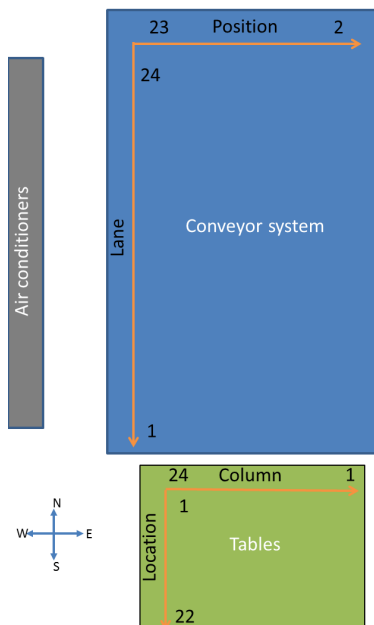 23 Position 2
24
Air conditioners
Lane
Conveyor system
1
24 Column 1
1
Location
Tables
22
N
W E
S